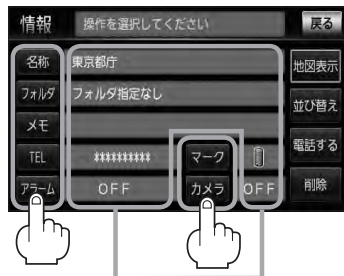 情報 操作を選択してください 戻る
名称 東京都庁 地図表示
フォルダ フォルダ指定なし 並び替え
メモ
TEL ********** マーク 電話する
アラーム OFF カメラ OFF 削除